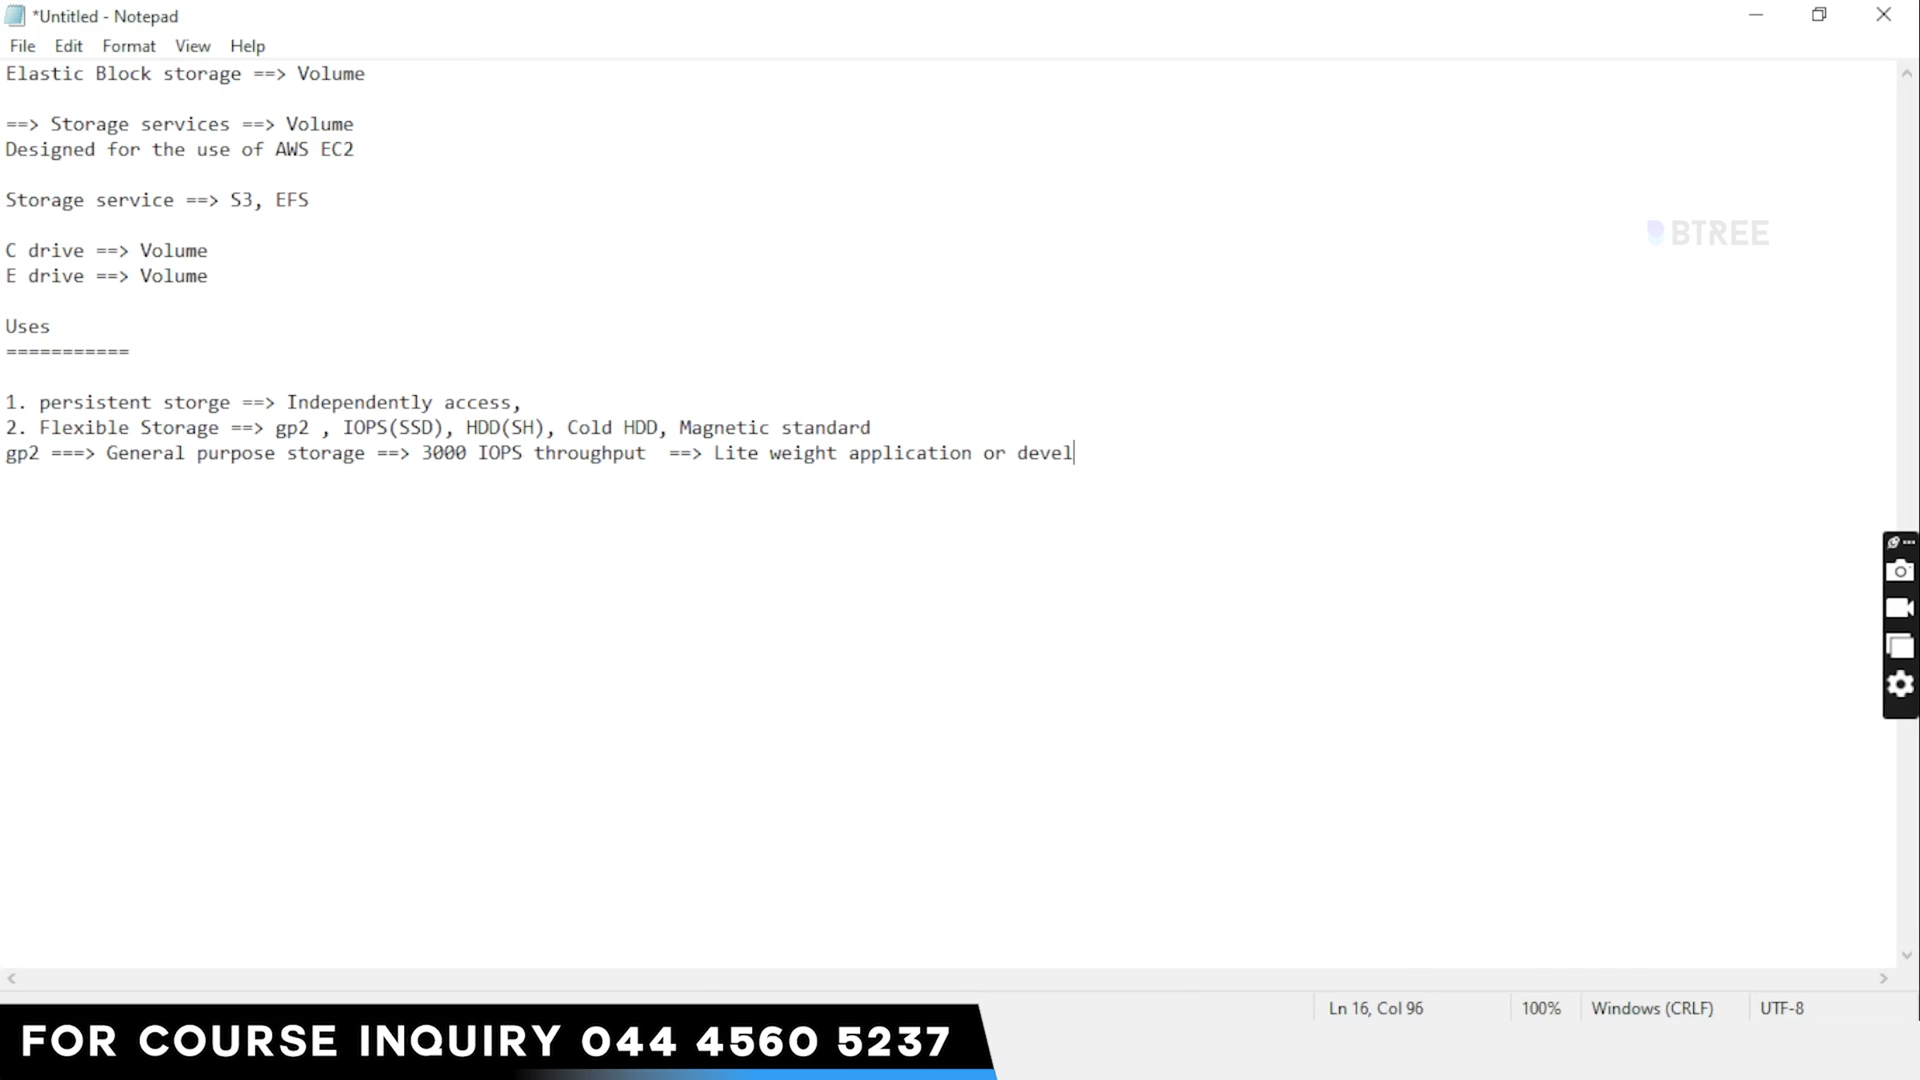 *Untitled - Notepad
File Edit Format View Help
Elastic Block storage ==> Volume
==> Storage services ==> Volume
Designed for the use of AWS EC2
Storage service ==> S3, EFS
BTREE
C drive ==> Volume
E drive ==> Volume
Uses
===========
1. persistent storge ==> Independently access,
2. Flexible Storage ==> gp2 , IOPS(SSD), HDD(SH), Cold HDD, Magnetic standard
gp2 ===> General purpose storage ==> 3000 IOPS throughput  ==> Lite weight application or devel
Ln 16, Col 96 100% Windows (CRLF) UTF-8
FOR COURSE INQUIRY 044 4560 5237